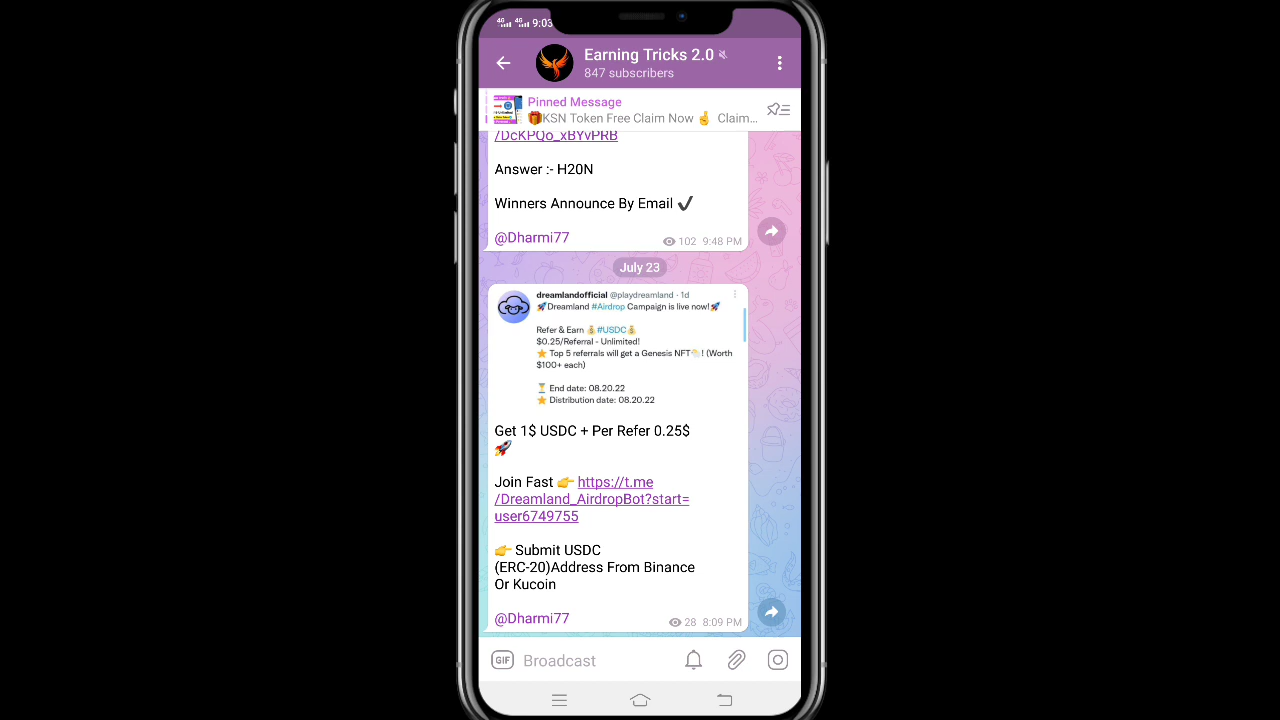 4G 4G 9:03
Earning Tricks 2.0
847 subscribers
Pinned Message
🎁KSN Token Free Claim Now 🤞 Claim...
/DcKPQo_xBYvPRB
Answer :- H20N
Winners Announce By Email ✔
@Dharmi77
102 9:48 PM
July 23
dreamlandofficial @playdreamland · 1d
🚀Dreamland #Airdrop Campaign is live now!🚀
Refer & Earn 💰#USDC💰
$0.25/Referral - Unlimited!
⭐ Top 5 referrals will get a Genesis NFT! (Worth
$100+ each)
⏳ End date: 08.20.22
⭐ Distribution date: 08.20.22
Get 1$ USDC + Per Refer 0.25$
🚀
Join Fast 👉 https://t.me
/Dreamland_AirdropBot?start=
user6749755
👉 Submit USDC
(ERC-20)Address From Binance
Or Kucoin
@Dharmi77
28 8:09 PM
GIF Broadcast